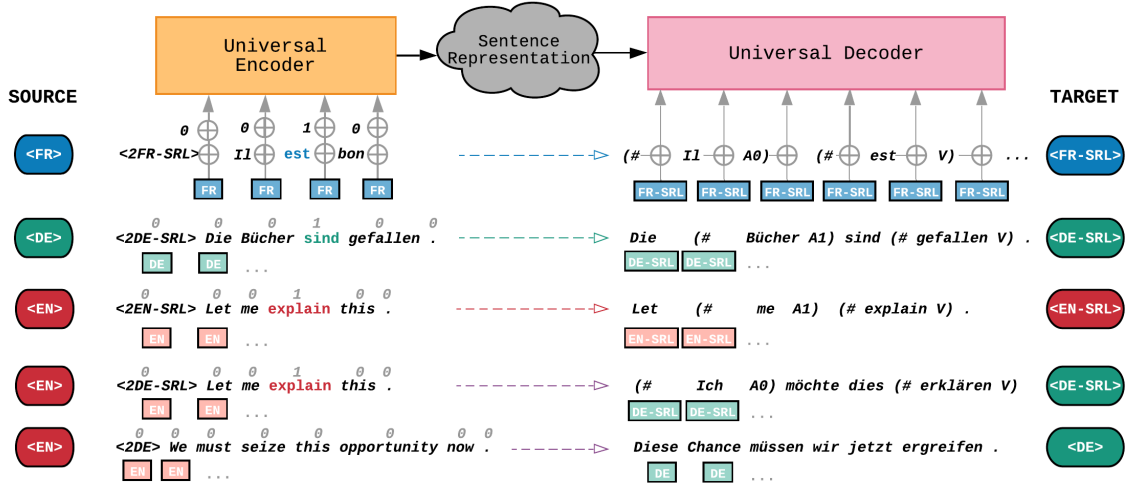 Universal Encoder
Sentence Representation
Universal Decoder
SOURCE
TARGET
0 0 1 0
<FR> <2FR-SRL> Il est bon (# Il A0) (# est V) ... <FR-SRL>
FR FR FR FR FR-SRL FR-SRL FR-SRL FR-SRL FR-SRL FR-SRL
0 0 0 1 0 0
<DE> <2DE-SRL> Die Bücher sind gefallen . Die (# Bücher A1) sind (# gefallen V) . <DE-SRL>
DE DE ... DE-SRL DE-SRL ...
0 0 0 1 0 0
<EN> <2EN-SRL> Let me explain this . Let (# me A1) (# explain V) . <EN-SRL>
EN EN ... EN-SRL EN-SRL ...
0 0 0 1 0 0
<EN> <2DE-SRL> Let me explain this . (# Ich A0) möchte dies (# erklären V) <DE-SRL>
EN EN ... DE-SRL DE-SRL ...
0 0 0 0 0 0 0 0
<EN> <2DE> We must seize this opportunity now . Diese Chance müssen wir jetzt ergreifen . <DE>
EN EN ... DE DE ...